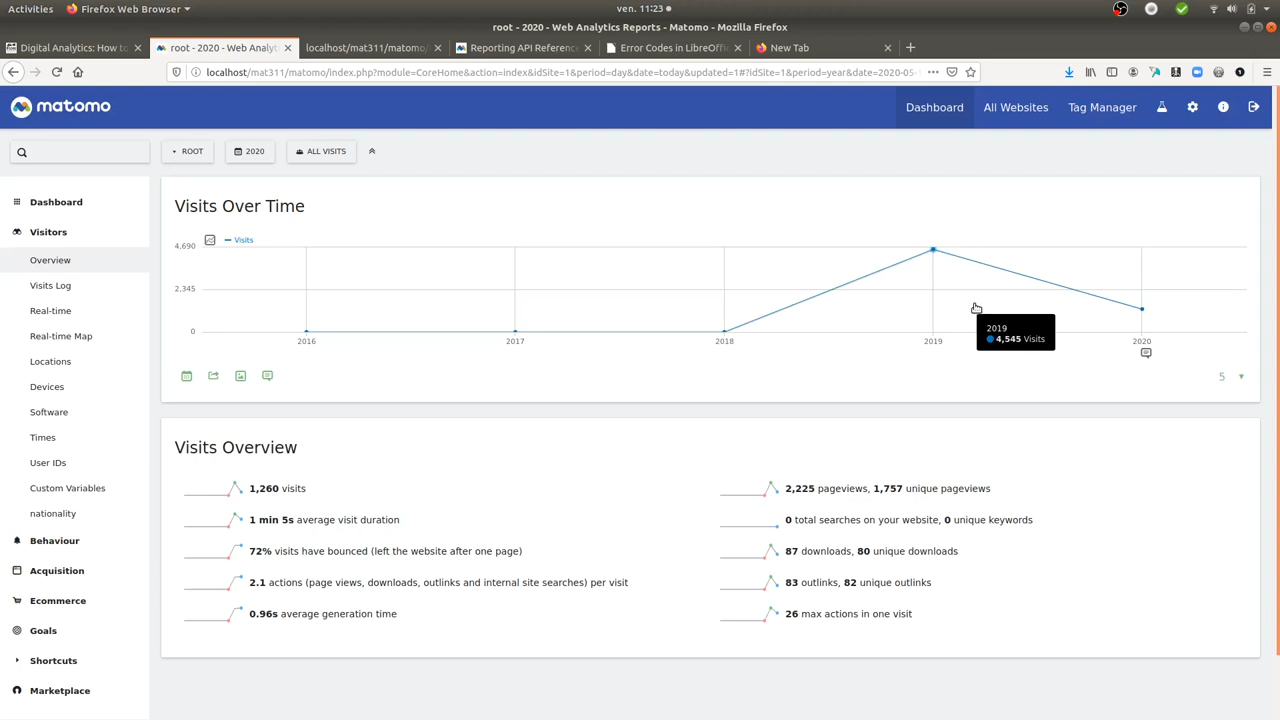 Activities
Firefox Web Browser
ven. 11:23
root - 2020 - Web Analytics Reports - Matomo - Mozilla Firefox
Digital Analytics: How to
root - 2020 - Web Analyti
localhost/mat311/matomo/
Reporting API Reference
Error Codes in LibreOffi
New Tab
localhost/mat311/matomo/index.php?module=CoreHome&action=index&idSite=1&period=day&date=today&updated=1#?idSite=1&period=year&date=2020-05-
matomo
Dashboard
All Websites
Tag Manager
ROOT
2020
ALL VISITS
Dashboard
Visitors
Overview
Visits Log
Real-time
Real-time Map
Locations
Devices
Software
Times
User IDs
Custom Variables
nationality
Behaviour
Acquisition
Ecommerce
Goals
Shortcuts
Marketplace
Visits Over Time
Visits
4,690
2,345
0
2016
2017
2018
2019
2020
2019
4,545 Visits
5
Visits Overview
1,260 visits
1 min 5s average visit duration
72% visits have bounced (left the website after one page)
2.1 actions (page views, downloads, outlinks and internal site searches) per visit
0.96s average generation time
2,225 pageviews, 1,757 unique pageviews
0 total searches on your website, 0 unique keywords
87 downloads, 80 unique downloads
83 outlinks, 82 unique outlinks
26 max actions in one visit